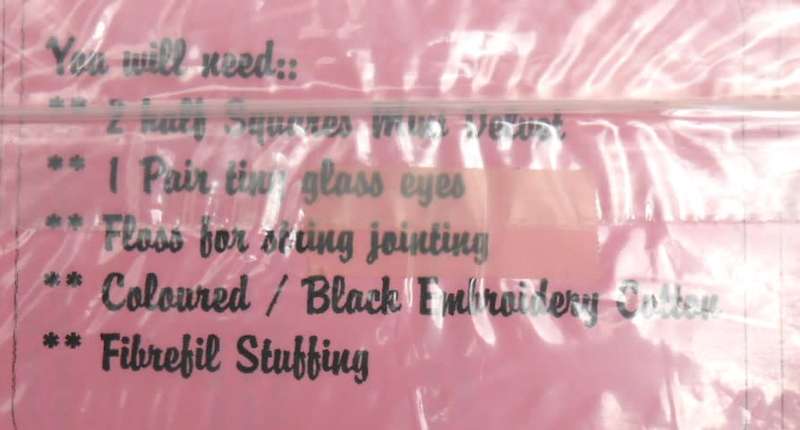 You will need::
** 2 half Squares Mini Velvet
** 1 Pair tiny glass eyes
** Floss for string jointing
** Coloured / Black Embroidery Cotton
** Fibrefil Stuffing